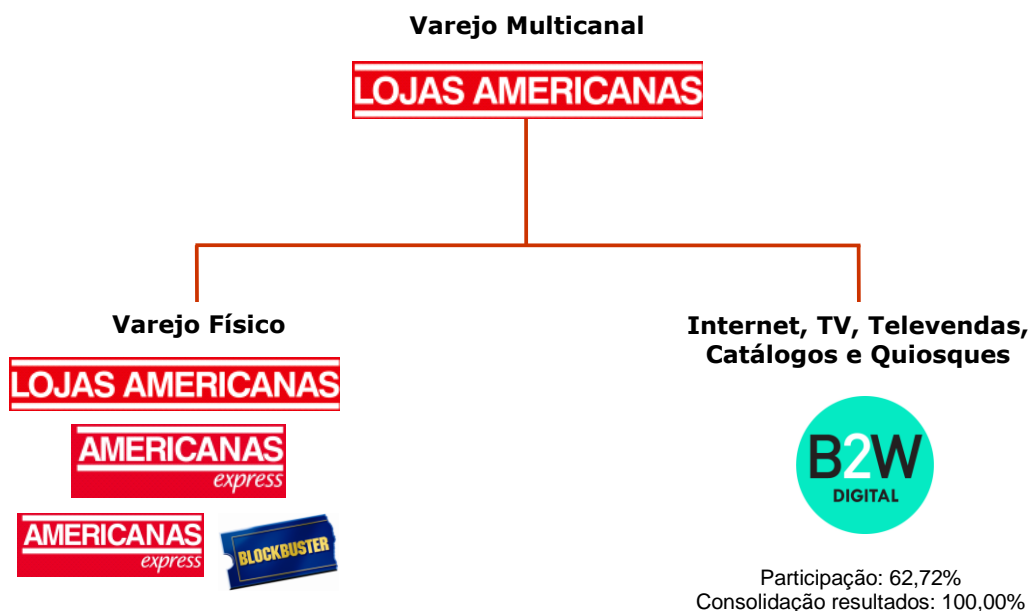 Varejo Multicanal
LOJAS AMERICANAS
Varejo Físico
LOJAS AMERICANAS
AMERICANAS
express
AMERICANAS
express
BLOCKBUSTER
Internet, TV, Televendas,
Catálogos e Quiosques
B2W
DIGITAL
Participação: 62,72%
Consolidação resultados: 100,00%